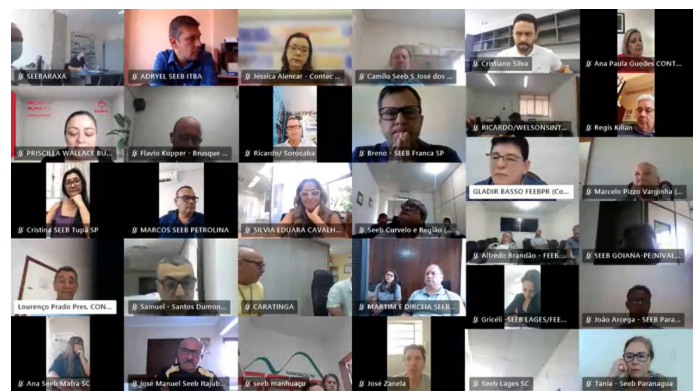 SEEBARAXA
ADRYEL SEEB ITBA
Jéssica Alencar - Contec ...
Camilo Seeb S José dos ...
Cristiano Silva
Ana Paula Guedes CONT...
PRISCILLA WALLACE BU...
Flavio Kupper - Brusque ...
Ricardo/ Sorocaba
Breno - SEEB Franca SP
RICARDO/WELSONSINT...
Regis Kilian
Cristina SEEB Tupã SP
MARCOS SEEB PETROLINA
SILVIA EDUARA CAVALH...
Seeb Curvelo e Região (...
GLADIR BASSO FEEBPR (Co...
Marcelo Pizzo Varginha (...
Alfredo Brandão - FEEB...
SEEB GOIANA-PE(NIVAL...
Lourenço Prado Pres. CON...
Samuel - Santos Dumon...
CARATINGA
MARTIM E DIRCEIA SEEB...
Gricéli -SEEB LAGES/FEE...
João Arcega - SEEB Para...
Ana Seeb Mafra SC
José Manuel Seeb Itajub...
seeb manhuaçu
José Zanela
Seeb Lages SC
Tania - Seeb Paranagua